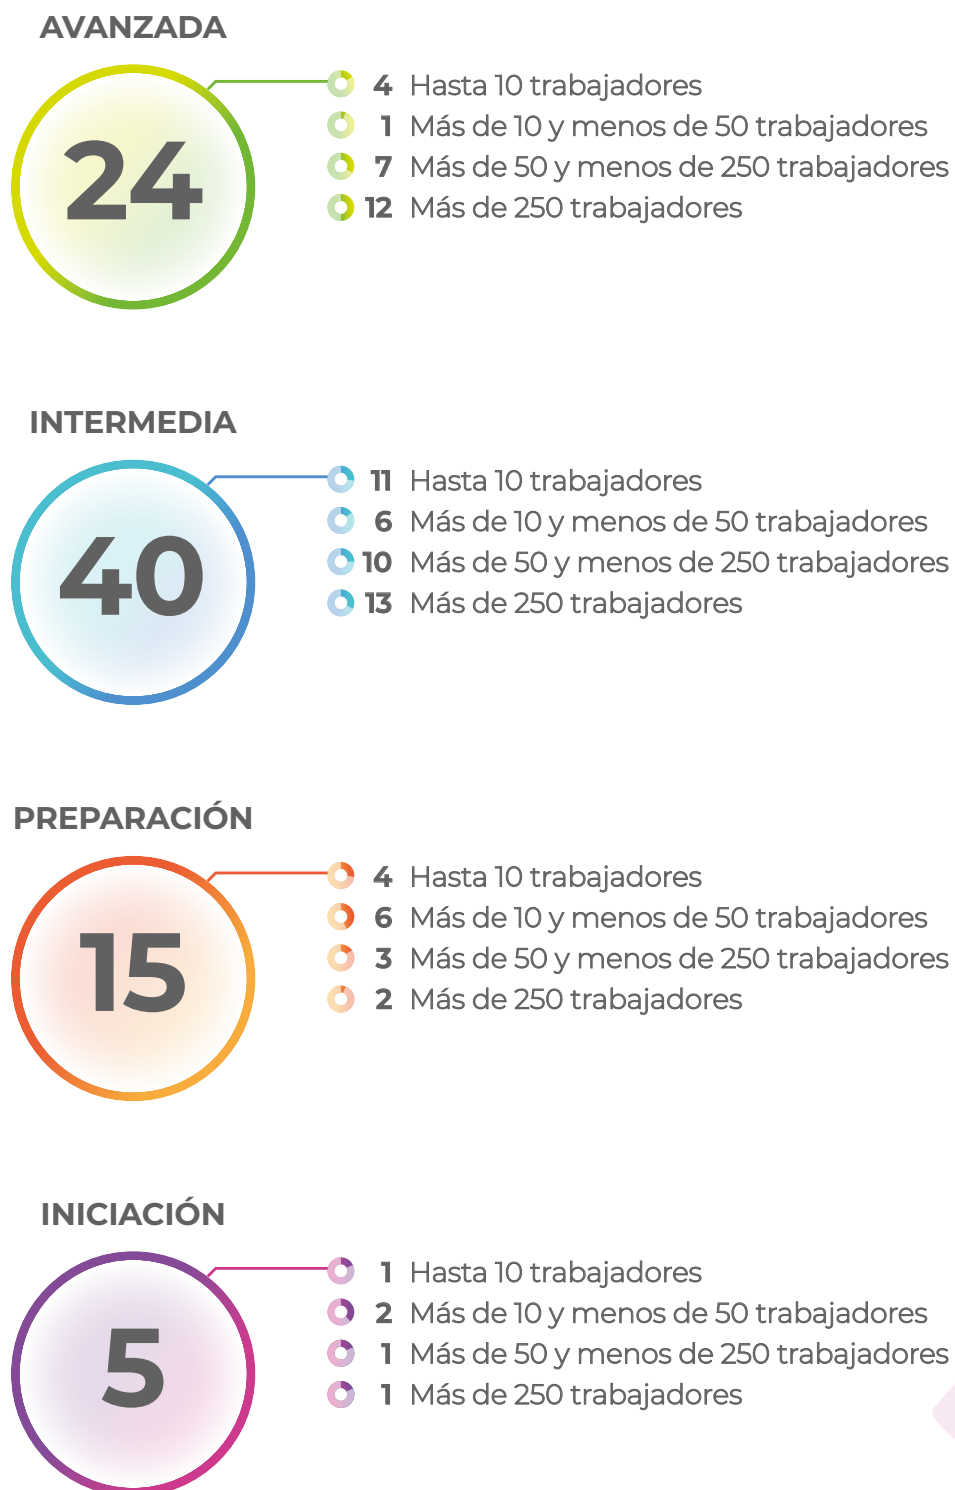 AVANZADA
24
4 Hasta 10 trabajadores
1 Más de 10 y menos de 50 trabajadores
7 Más de 50 y menos de 250 trabajadores
12 Más de 250 trabajadores
INTERMEDIA
40
11 Hasta 10 trabajadores
6 Más de 10 y menos de 50 trabajadores
10 Más de 50 y menos de 250 trabajadores
13 Más de 250 trabajadores
PREPARACIÓN
15
4 Hasta 10 trabajadores
6 Más de 10 y menos de 50 trabajadores
3 Más de 50 y menos de 250 trabajadores
2 Más de 250 trabajadores
INICIACIÓN
5
1 Hasta 10 trabajadores
2 Más de 10 y menos de 50 trabajadores
1 Más de 50 y menos de 250 trabajadores
1 Más de 250 trabajadores